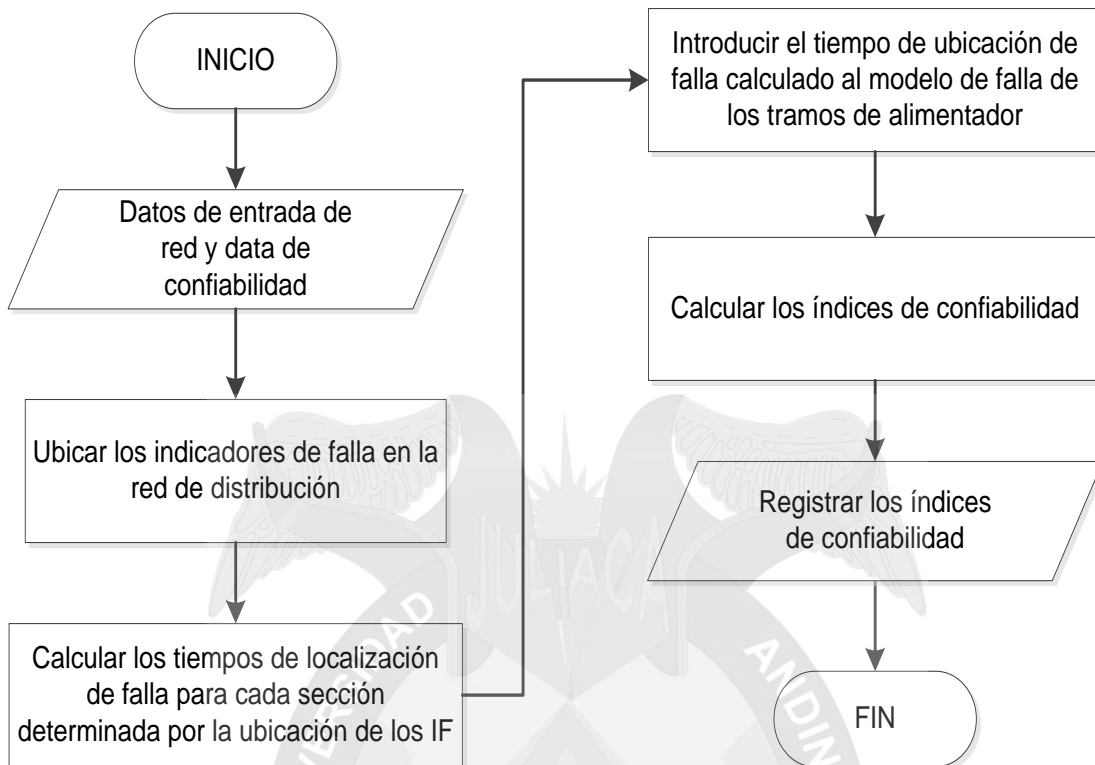 INICIO
Datos de entrada de
red y data de
confiabilidad
Ubicar los indicadores de falla en la
red de distribución
Calcular los tiempos de localización
de falla para cada sección
determinada por la ubicación de los IF
Introducir el tiempo de ubicación de
falla calculado al modelo de falla de
los tramos de alimentador
Calcular los índices de confiabilidad
Registrar los índices
de confiabilidad
FIN
JULIACA
VERSIDAD
ANDIN